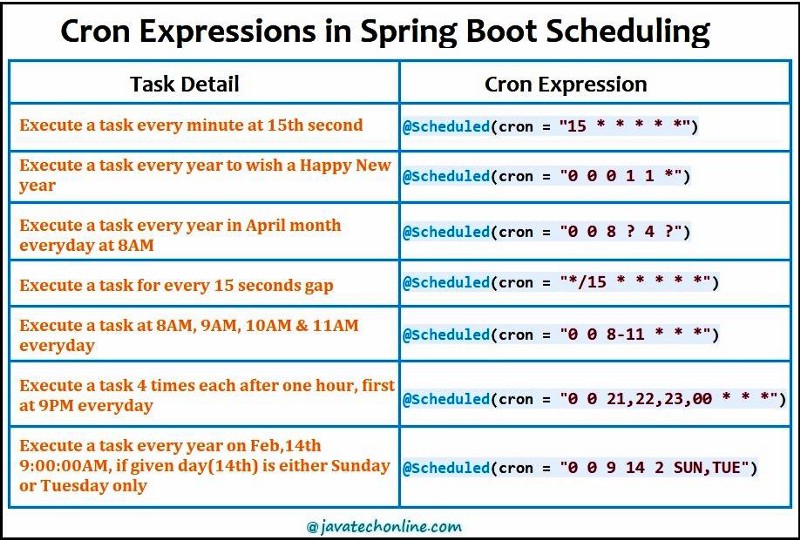 Cron Expressions in Spring Boot Scheduling
Task Detail
Cron Expression
Execute a task every minute at 15th second
@Scheduled(cron = "15 * * * * *")
Execute a task every year to wish a Happy New
year
@Scheduled(cron = "0 0 0 1 1 *")
Execute a task every year in April month
everyday at 8AM
@Scheduled(cron = "0 0 8 ? 4 ?")
Execute a task for every 15 seconds gap
@Scheduled(cron = "*/15 * * * * *")
Execute a task at 8AM, 9AM, 10AM & 11AM
everyday
@Scheduled(cron = "0 0 8-11 * * *")
Execute a task 4 times each after one hour, first
at 9PM everyday
@Scheduled(cron = "0 0 21,22,23,00 * * *")
Execute a task every year on Feb,14th
9:00:00AM, if given day(14th) is either Sunday
or Tuesday only
@Scheduled(cron = "0 0 9 14 2 SUN,TUE")
@javatechonline.com